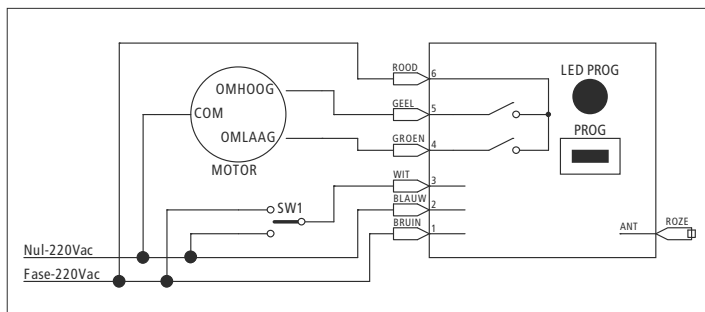 ROOD
6
LED PROG
OMHOOG
GEEL
5
COM
PROG
OMLAAG
GROEN
4
MOTOR
WIT
3
SW1
BLAUW
2
BRUIN
1
ANT
ROZE
Nul-220Vac
Fase-220Vac